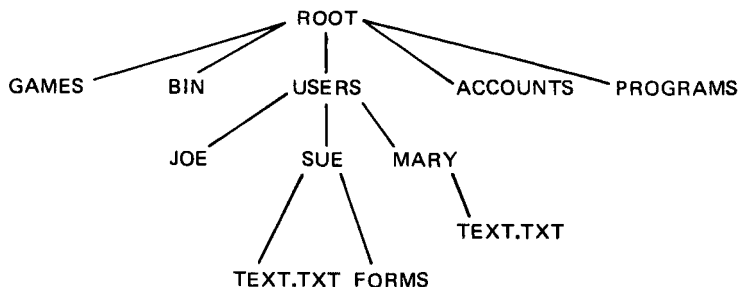 ROOT
GAMES BIN USERS ACCOUNTS PROGRAMS
JOE SUE MARY
TEXT.TXT
TEXT.TXT FORMS